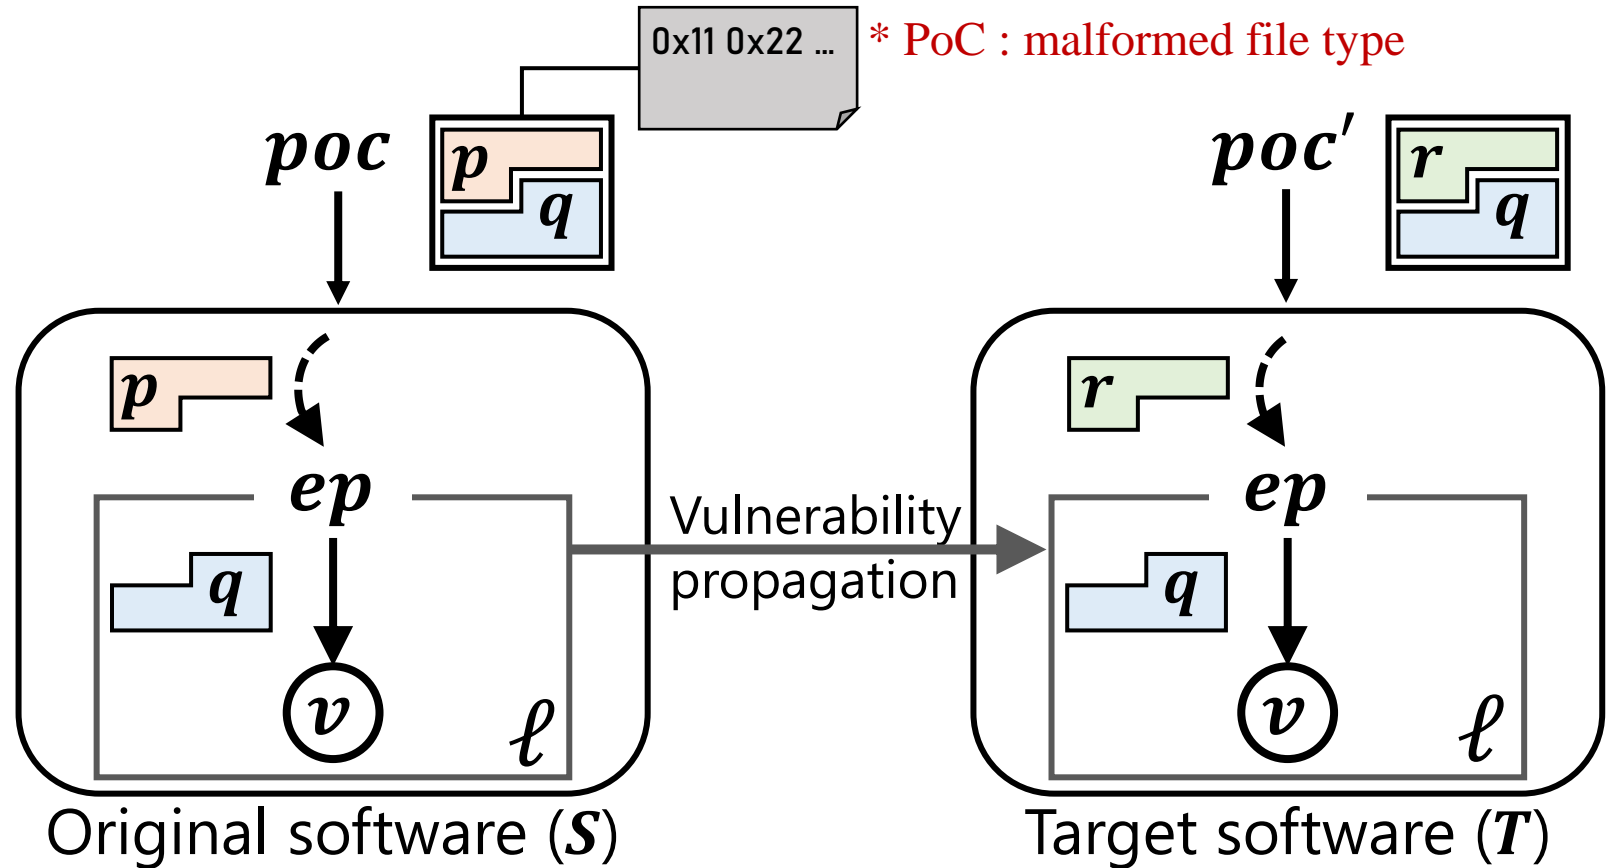 0x11 0x22 ...
* PoC : malformed file type
poc
p
q
poc′
r
q
p
ep
q
v
ℓ
Vulnerability
propagation
r
ep
q
v
ℓ
Original software (S)
Target software (T)